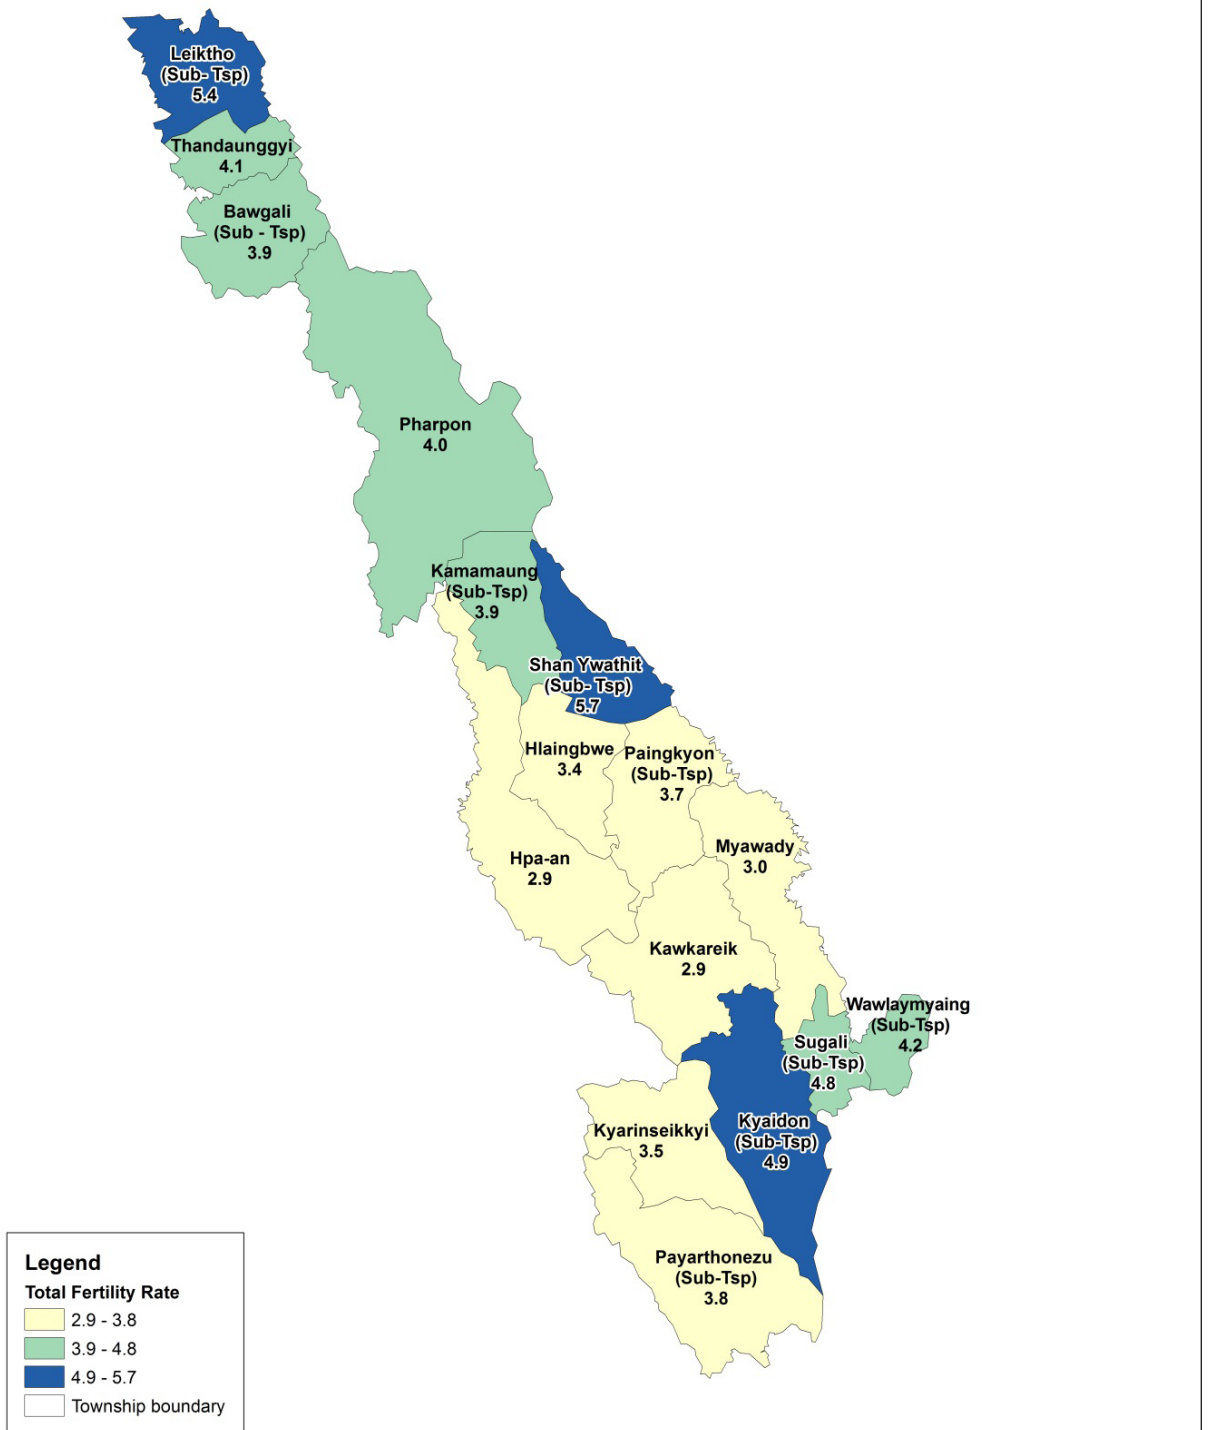 Leiktho
(Sub- Tsp)
5.4
Thandaunggyi
4.1
Bawgali
(Sub - Tsp)
3.9
Pharpon
4.0
Kamamaung
(Sub-Tsp)
3.9
Shan Ywathit
(Sub- Tsp)
5.7
Hlaingbwe
3.4
Paingkyon
(Sub-Tsp)
3.7
Myawady
3.0
Hpa-an
2.9
Kawkareik
2.9
Wawlaymyaing
(Sub-Tsp)
4.2
Sugali
(Sub-Tsp)
4.8
Kyaidon
(Sub-Tsp)
4.9
Kyarinseikkyi
3.5
Payarthonezu
(Sub-Tsp)
3.8
Legend
Total Fertility Rate
2.9 - 3.8
3.9 - 4.8
4.9 - 5.7
Township boundary